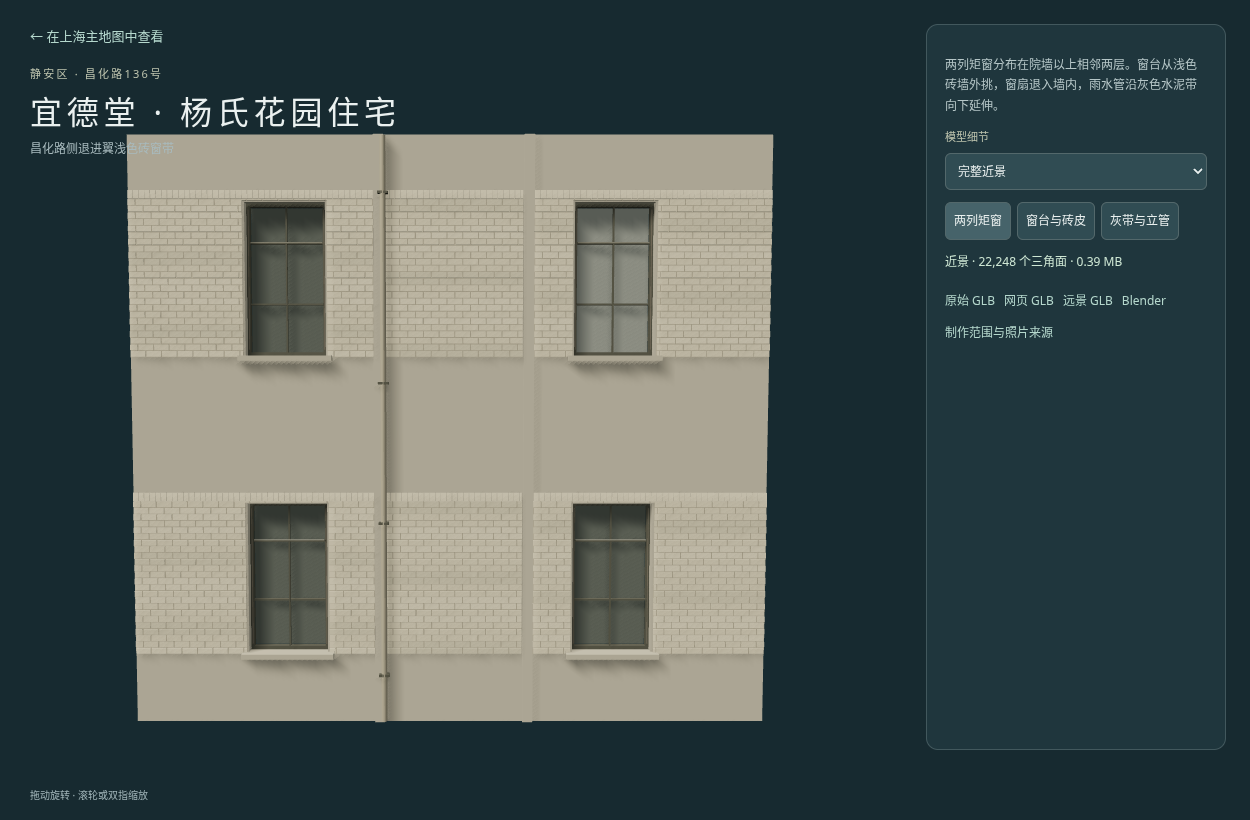 ← 在上海主地图中查看
静安区 · 昌化路136号
宜德堂 · 杨氏花园住宅
昌化路侧退进翼浅色砖窗带
两列矩窗分布在院墙以上相邻两层。窗台从浅色
砖墙外挑，窗扇退入墙内，雨水管沿灰色水泥带
向下延伸。
模型细节
完整近景
两列矩窗 窗台与砖皮 灰带与立管
近景 · 22,248 个三角面 · 0.39 MB
原始 GLB 网页 GLB 远景 GLB Blender
制作范围与照片来源
拖动旋转 · 滚轮或双指缩放